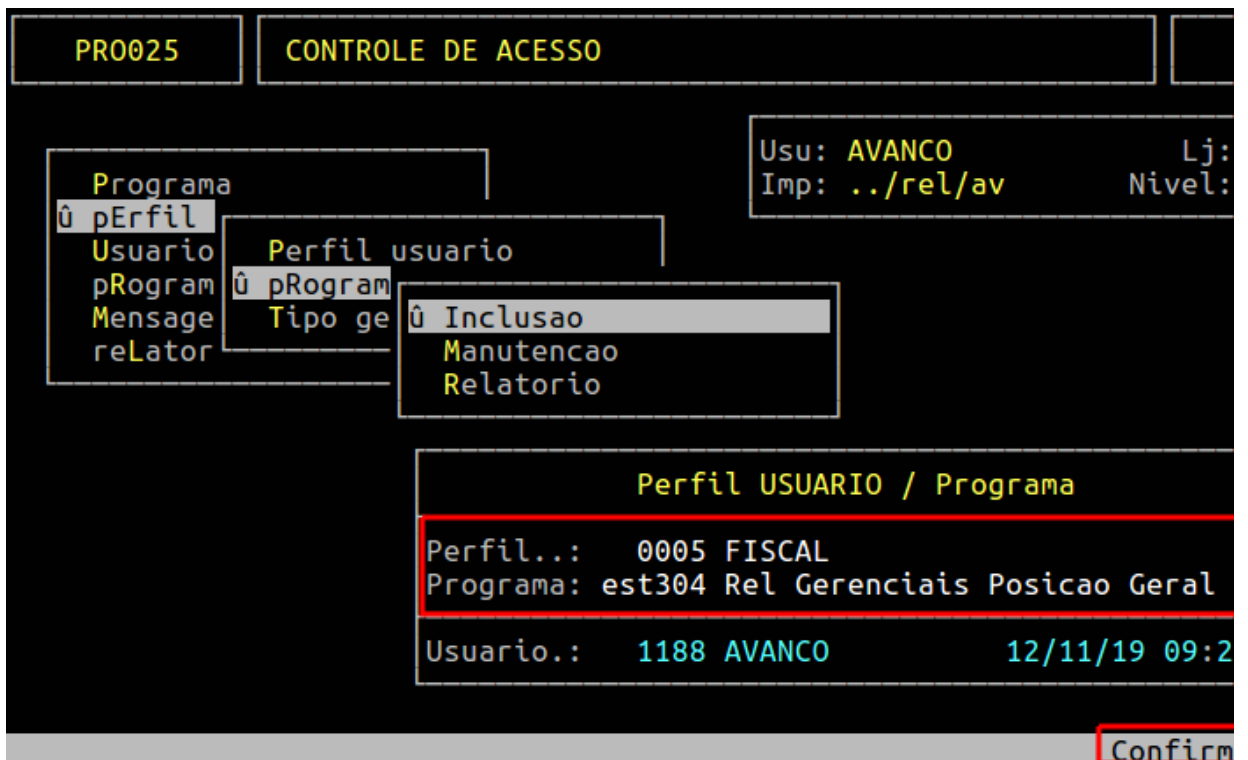 PRO025 CONTROLE DE ACESSO
Usu: AVANCO Lj:
Imp: ../rel/av Nivel:
Programa
û pErfil
Usuario Perfil usuario
pRogram û pRogram
Mensage Tipo ge û Inclusao
reLator Manutencao
Relatorio
Perfil USUARIO / Programa
Perfil..: 0005 FISCAL
Programa: est304 Rel Gerenciais Posicao Geral
Usuario.: 1188 AVANCO 12/11/19 09:2
Confirm